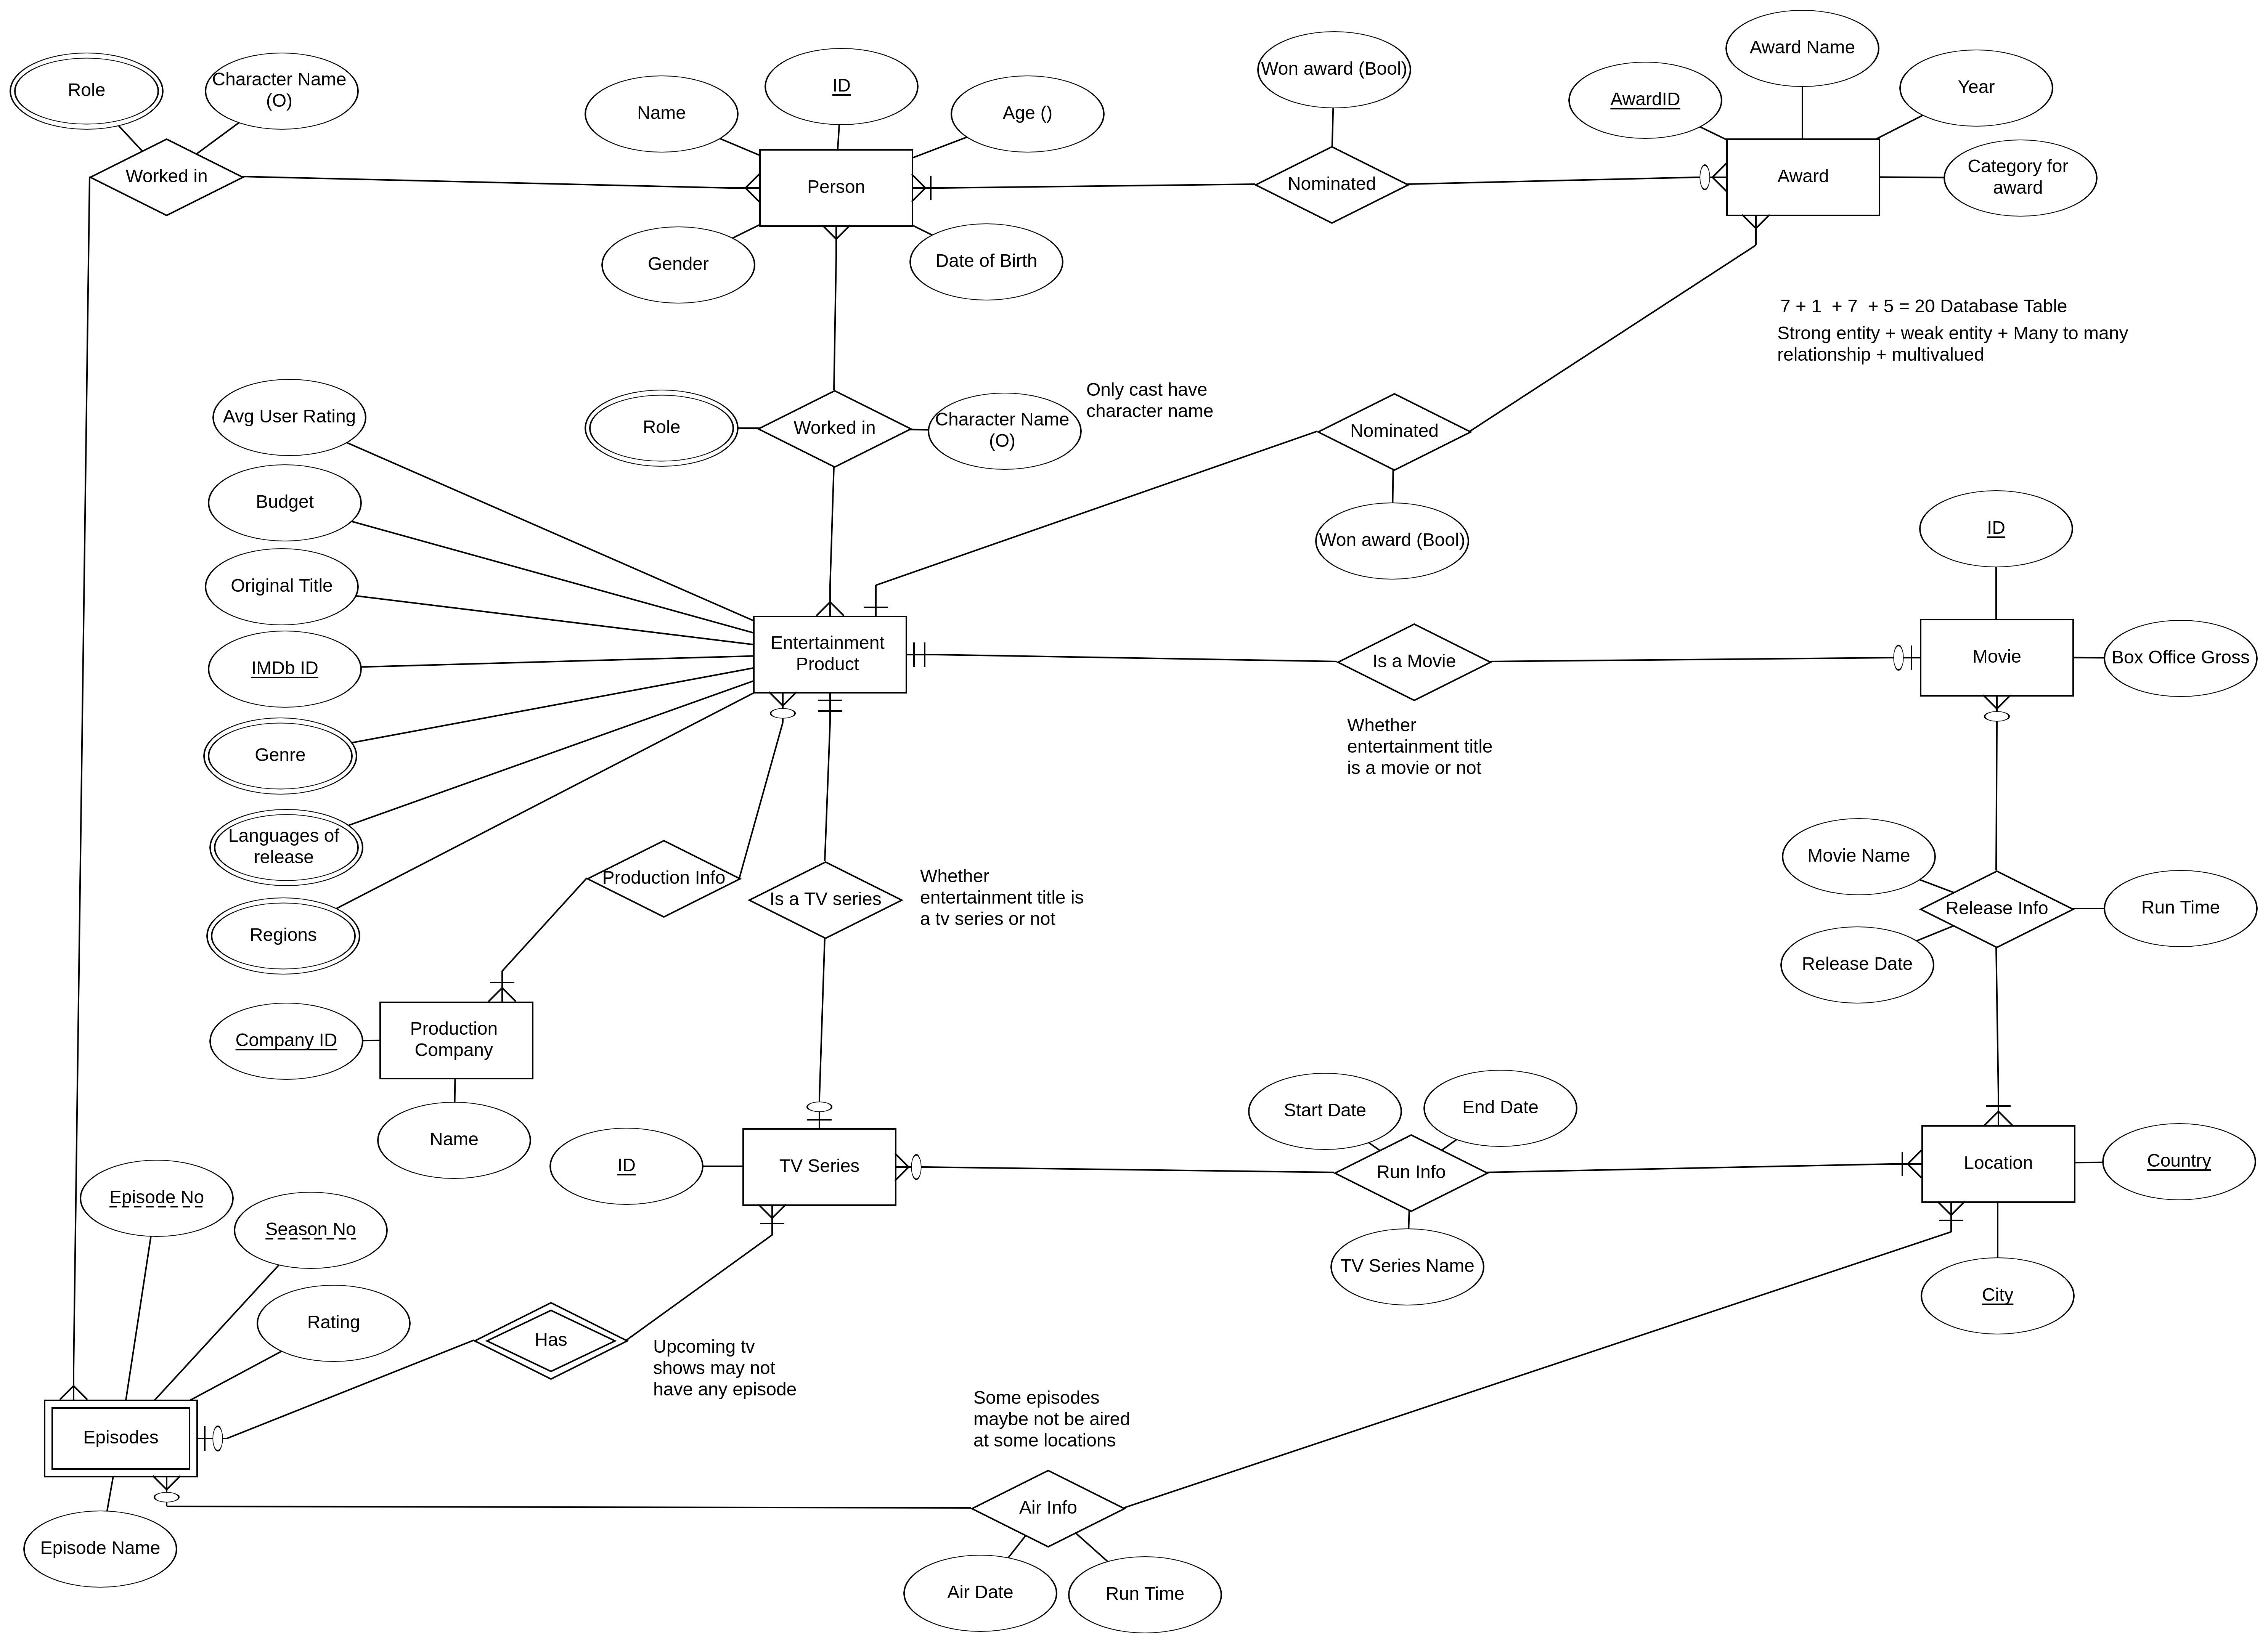 Role
Character Name
(O)
Worked in
Name
ID
Age ()
Person
Gender
Date of Birth
Won award (Bool)
Nominated
AwardID
Award Name
Year
Award
Category for
award
7 + 1  + 7  + 5 = 20 Database Table
Strong entity + weak entity + Many to many
relationship + multivalued
Role
Worked in
Character Name
(O)
Only cast have
character name
Nominated
Won award (Bool)
Avg User Rating
Budget
Original Title
IMDb ID
Genre
Languages of
release
Regions
Entertainment
Product
Is a Movie
Whether
entertainment title
is a movie or not
ID
Movie
Box Office Gross
Production Info
Is a TV series
Whether
entertainment title is
a tv series or not
Movie Name
Release Info
Run Time
Release Date
Company ID
Production
Company
Name
ID
TV Series
Start Date
End Date
Run Info
TV Series Name
Location
Country
City
Episode No
Season No
Rating
Has
Upcoming tv
shows may not
have any episode
Episodes
Episode Name
Some episodes
maybe not be aired
at some locations
Air Info
Air Date
Run Time